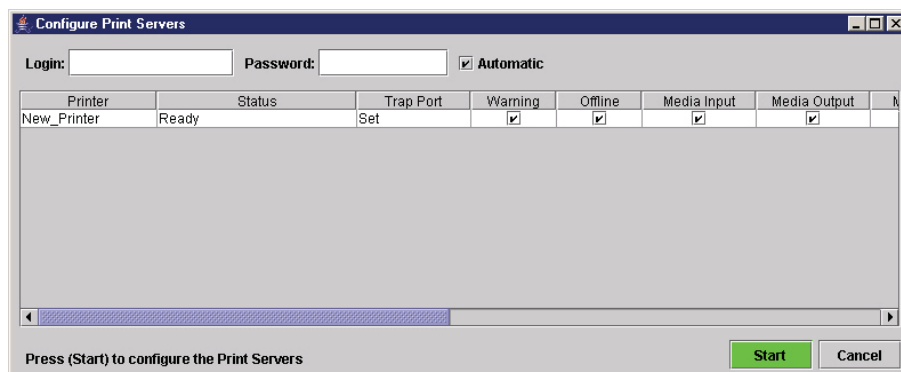 Configure Print Servers
Login: Password: Automatic
Printer Status Trap Port Warning Offline Media Input Media Output
New_Printer Ready Set
Press (Start) to configure the Print Servers Start Cancel